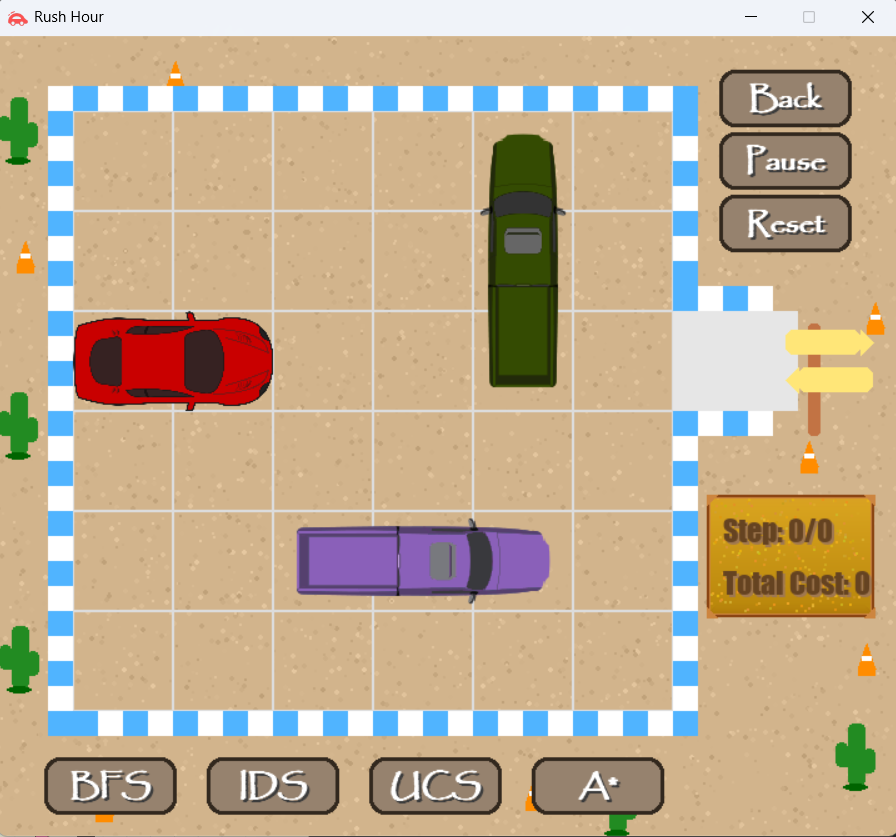 Rush Hour
Back
Pause
Reset
Step: 0/0
Total Cost: 0
BFS
IDS
UCS
A*